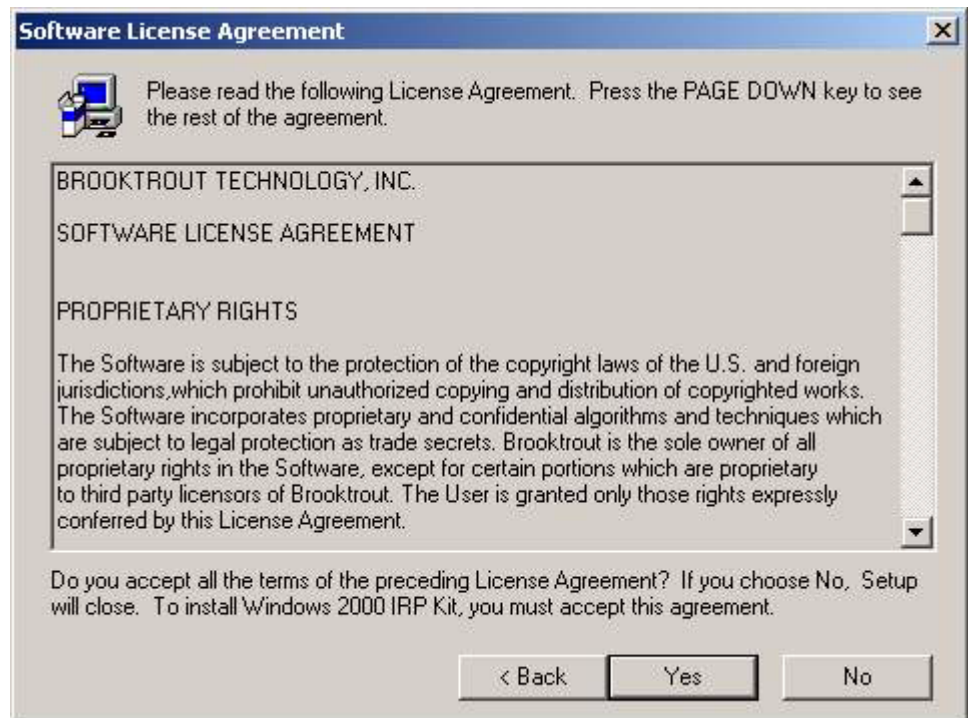 Software License Agreement
Please read the following License Agreement. Press the PAGE DOWN key to see
the rest of the agreement.
BROOKTROUT TECHNOLOGY, INC.
SOFTWARE LICENSE AGREEMENT
PROPRIETARY RIGHTS
The Software is subject to the protection of the copyright laws of the U.S. and foreign
jurisdictions,which prohibit unauthorized copying and distribution of copyrighted works.
The Software incorporates proprietary and confidential algorithms and techniques which
are subject to legal protection as trade secrets. Brooktrout is the sole owner of all
proprietary rights in the Software, except for certain portions which are proprietary
to third party licensors of Brooktrout. The User is granted only those rights expressly
conferred by this License Agreement.
Do you accept all the terms of the preceding License Agreement? If you choose No, Setup
will close. To install Windows 2000 IRP Kit, you must accept this agreement.
< Back
Yes
No